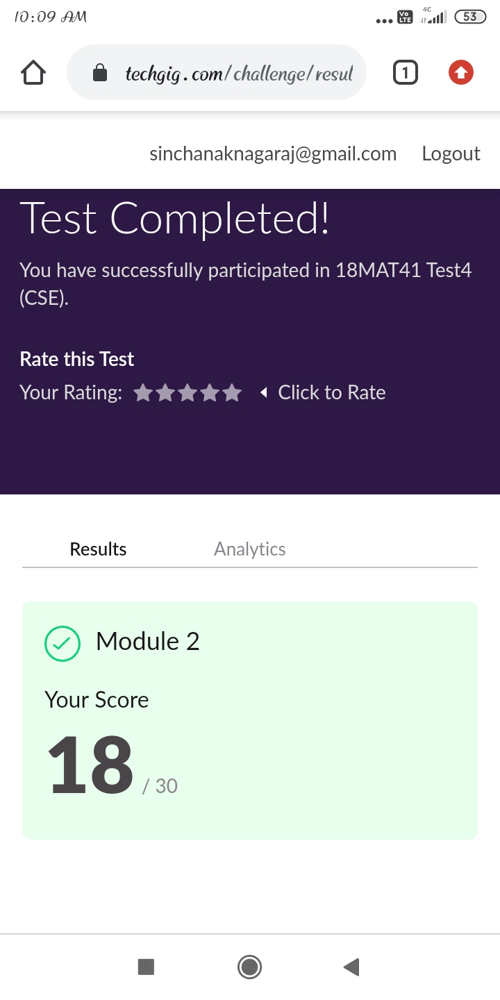 10:09 AM
Vo LTE 4G 53
techgig.com/challenge/resul
1
sinchanaknagaraj@gmail.com Logout
Test Completed!
You have successfully participated in 18MAT41 Test4
(CSE).
Rate this Test
Your Rating: Click to Rate
Results Analytics
Module 2
Your Score
18 / 30